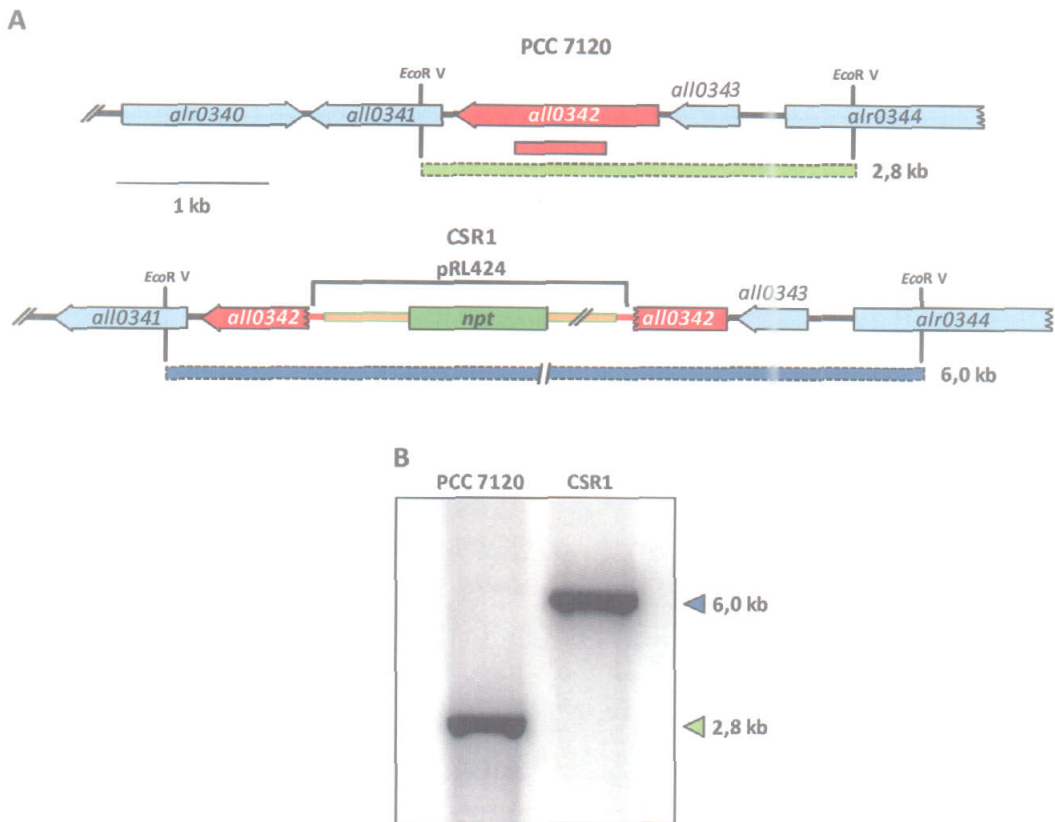 A
PCC 7120
EcoR V
EcoR V
all0343
alr0340
all0341
all0342
alr0344
2,8 kb
1 kb
CSR1
pRL424
EcoR V
EcoR V
all0343
all0341
all0342
npt
all0342
alr0344
6,0 kb
B
PCC 7120
CSR1
6,0 kb
2,8 kb